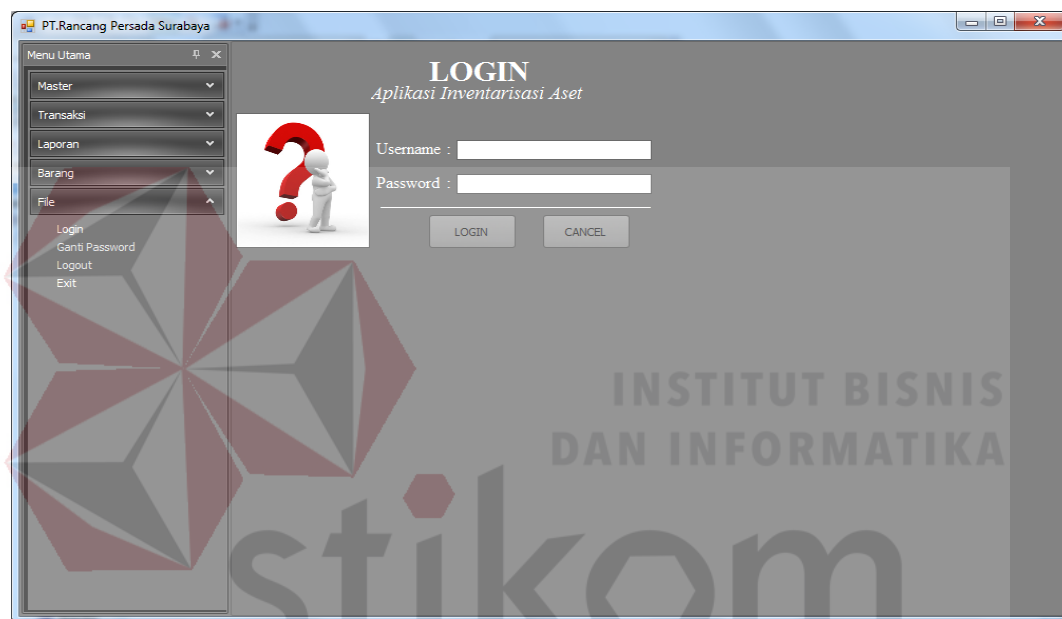 PT.Rancang Persada Surabaya
Menu Utama
Master
Transaksi
Laporan
Barang
File
Login
Ganti Password
Logout
Exit
LOGIN
Aplikasi Inventarisasi Aset
Username :
Password :
LOGIN
CANCEL
INSTITUT BISNIS
DAN INFORMATIKA
stikom